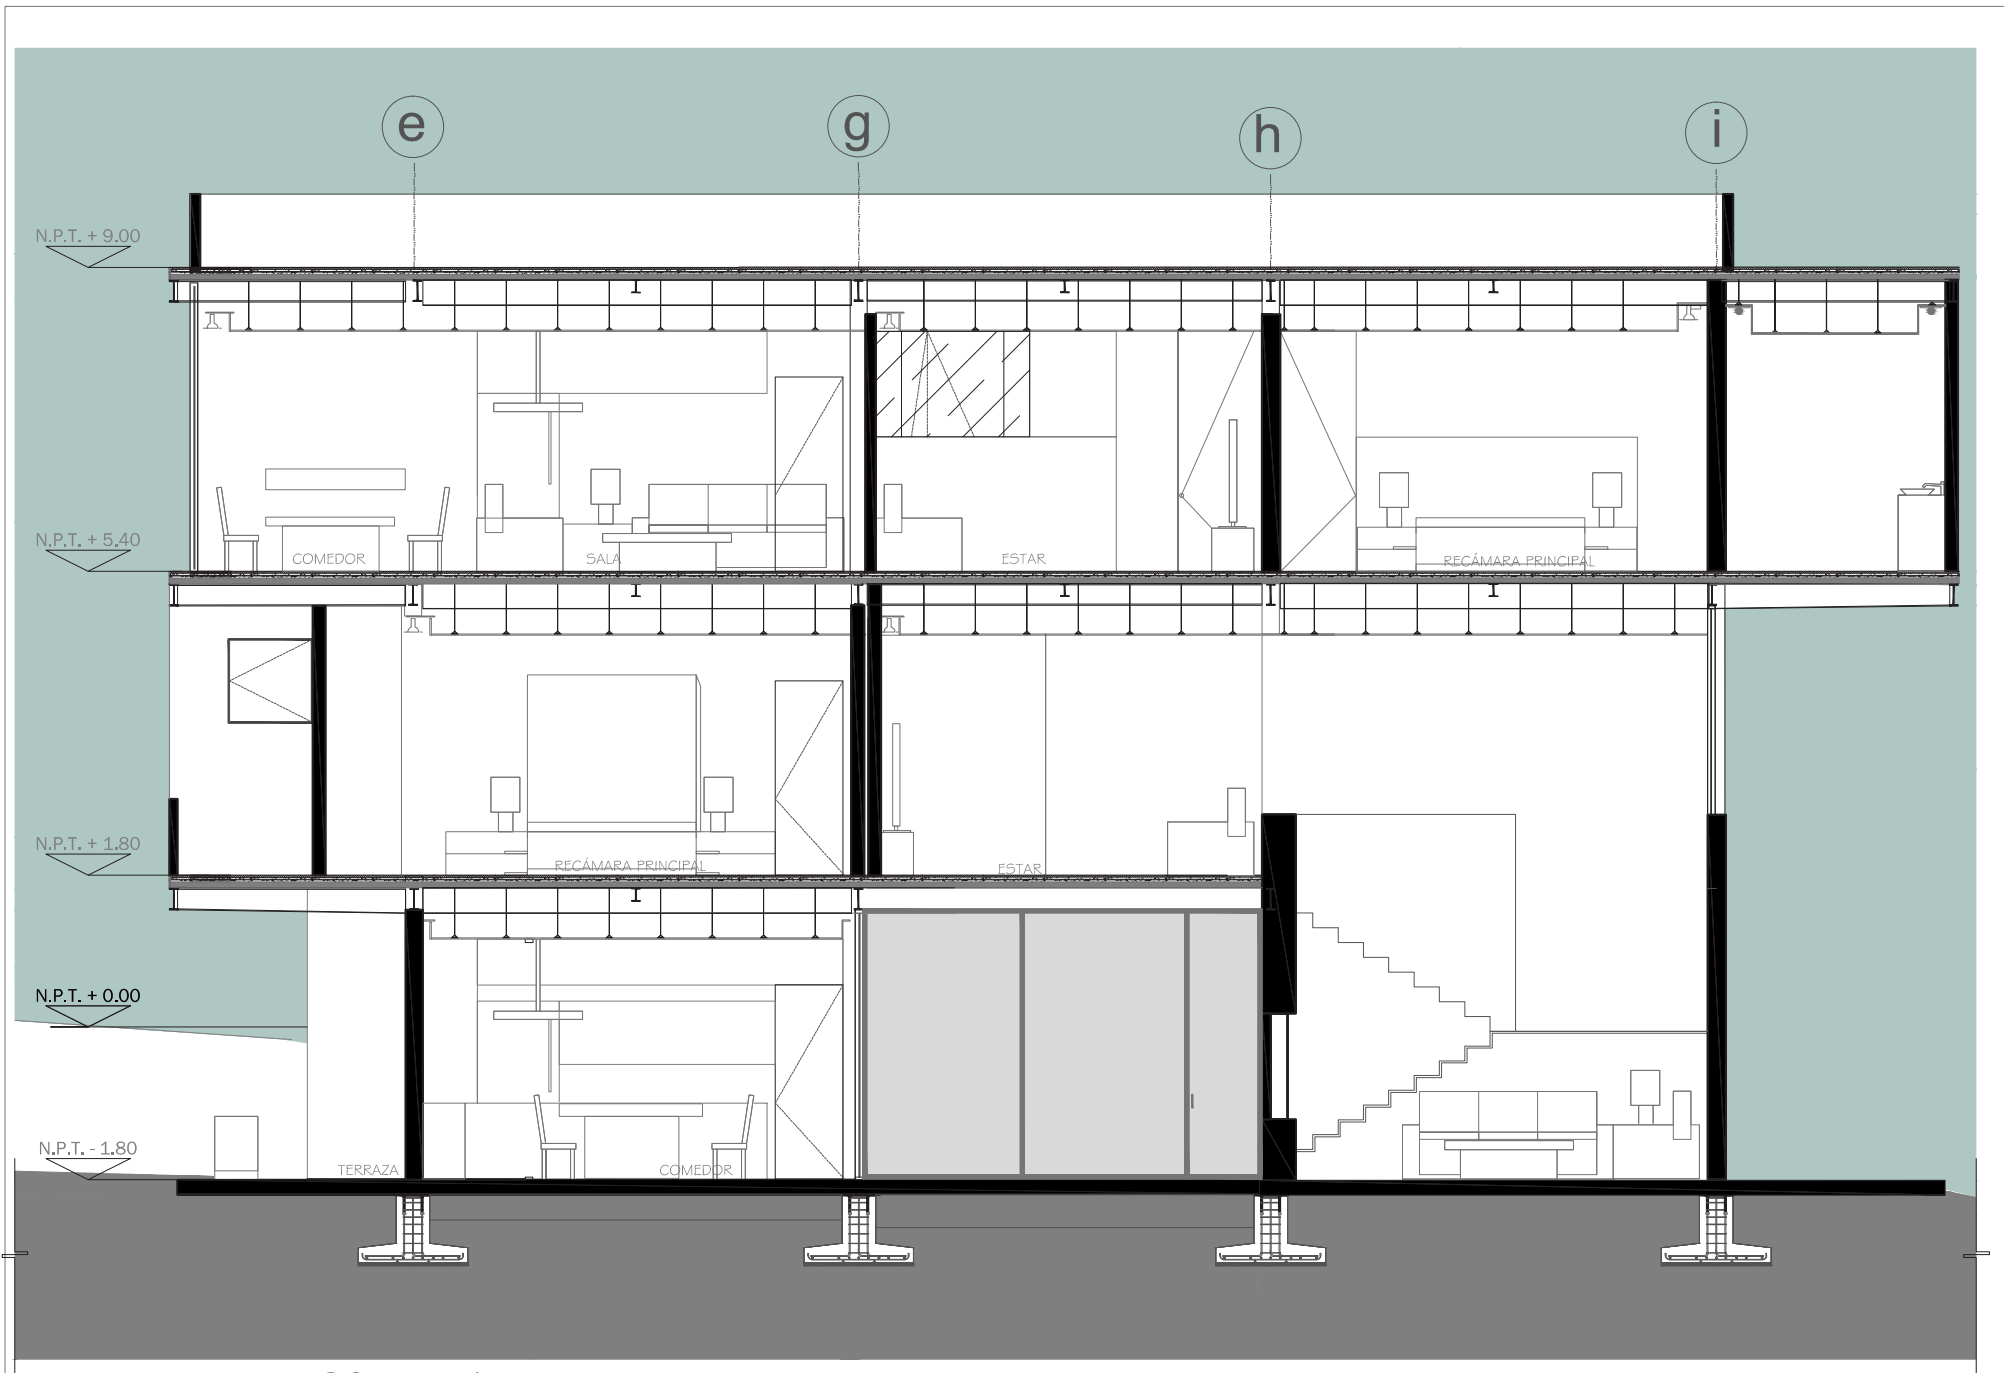 e g h i
N.P.T. + 9.00
N.P.T. + 5.40
COMEDOR SALA ESTAR RECÁMARA PRINCIPAL
N.P.T. + 1.80
RECÁMARA PRINCIPAL ESTAR
N.P.T. + 0.00
N.P.T. - 1.80
TERRAZA COMEDOR